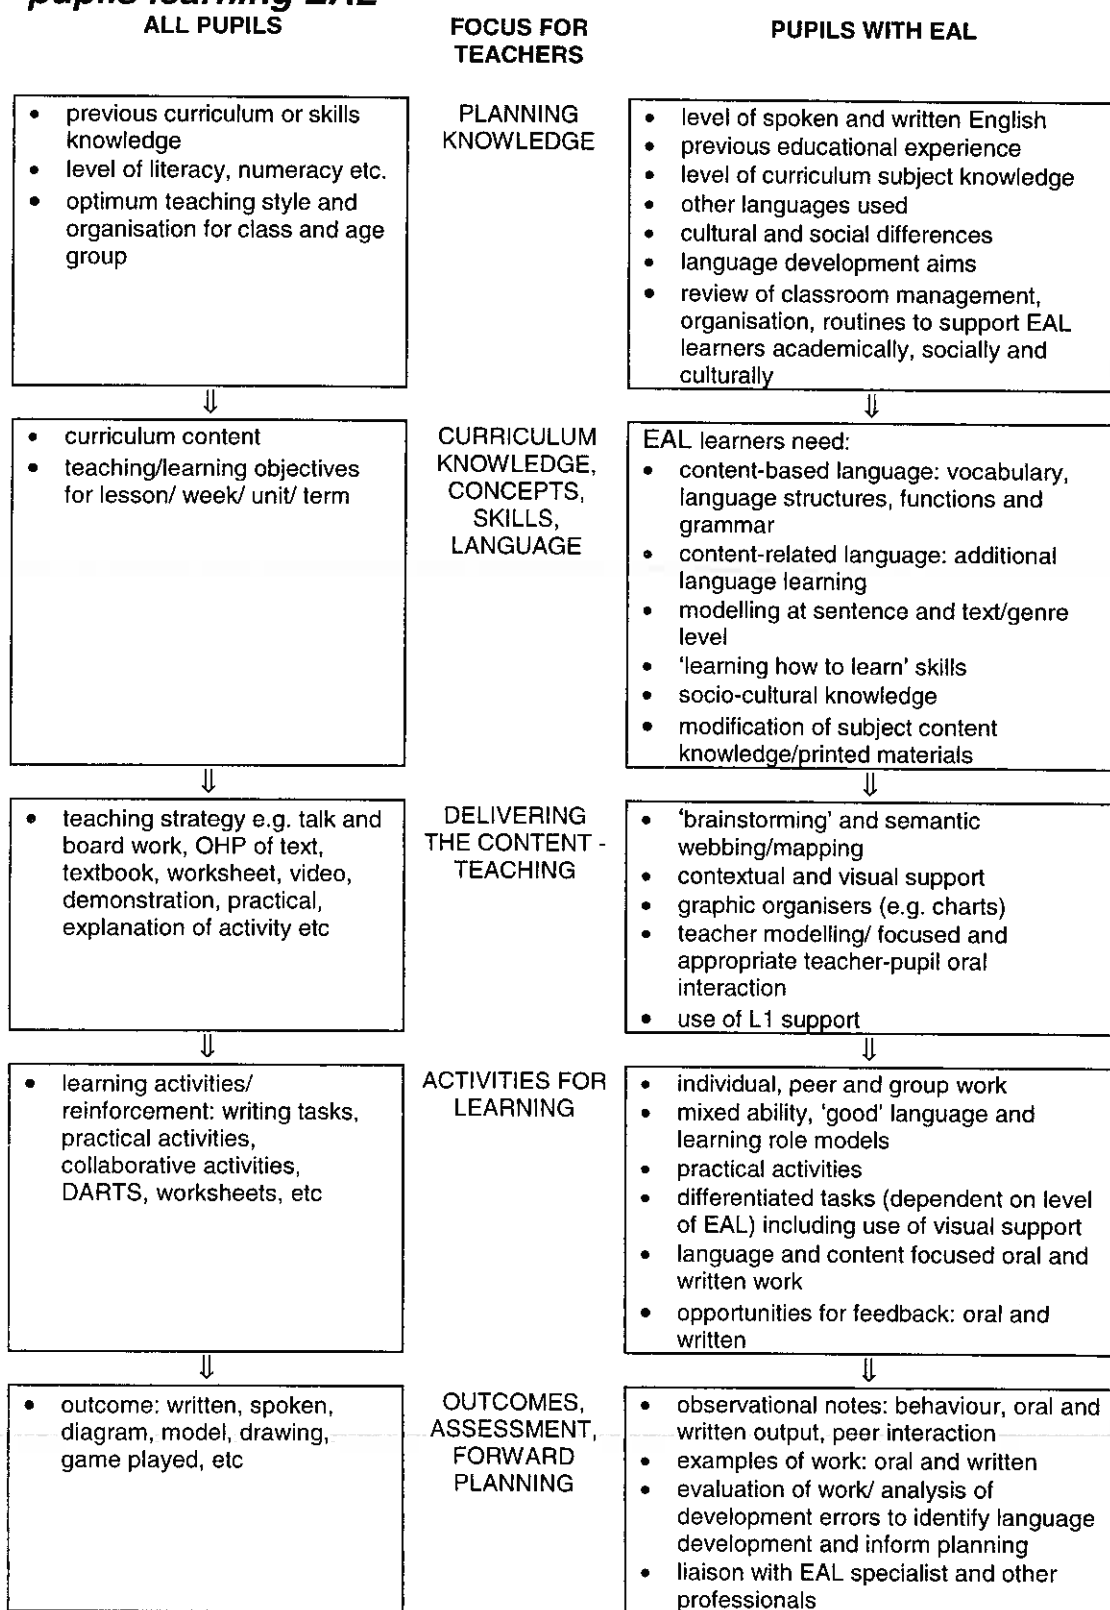 pupils learning EAL
ALL PUPILS
FOCUS FOR
TEACHERS
PUPILS WITH EAL
• previous curriculum or skills
knowledge
• level of literacy, numeracy etc.
• optimum teaching style and
organisation for class and age
group
PLANNING
KNOWLEDGE
• level of spoken and written English
• previous educational experience
• level of curriculum subject knowledge
• other languages used
• cultural and social differences
• language development aims
• review of classroom management,
organisation, routines to support EAL
learners academically, socially and
culturally
⇓
⇓
• curriculum content
• teaching/learning objectives
for lesson/ week/ unit/ term
CURRICULUM
KNOWLEDGE,
CONCEPTS,
SKILLS,
LANGUAGE
EAL learners need:
• content-based language: vocabulary,
language structures, functions and
grammar
• content-related language: additional
language learning
• modelling at sentence and text/genre
level
• ‘learning how to learn’ skills
• socio-cultural knowledge
• modification of subject content
knowledge/printed materials
⇓
⇓
• teaching strategy e.g. talk and
board work, OHP of text,
textbook, worksheet, video,
demonstration, practical,
explanation of activity etc
DELIVERING
THE CONTENT -
TEACHING
• ‘brainstorming’ and semantic
webbing/mapping
• contextual and visual support
• graphic organisers (e.g. charts)
• teacher modelling/ focused and
appropriate teacher-pupil oral
interaction
• use of L1 support
⇓
⇓
• learning activities/
reinforcement: writing tasks,
practical activities,
collaborative activities,
DARTS, worksheets, etc
ACTIVITIES FOR
LEARNING
• individual, peer and group work
• mixed ability, ‘good’ language and
learning role models
• practical activities
• differentiated tasks (dependent on level
of EAL) including use of visual support
• language and content focused oral and
written work
• opportunities for feedback: oral and
written
⇓
⇓
• outcome: written, spoken,
diagram, model, drawing,
game played, etc
OUTCOMES,
ASSESSMENT,
FORWARD
PLANNING
• observational notes: behaviour, oral and
written output, peer interaction
• examples of work: oral and written
• evaluation of work/ analysis of
development errors to identify language
development and inform planning
• liaison with EAL specialist and other
professionals